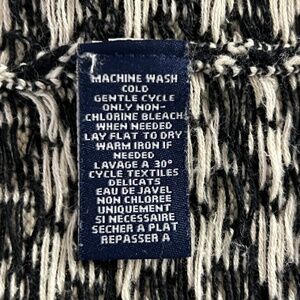 MACHINE WASH
COLD
GENTLE CYCLE
ONLY NON-
CHLORINE BLEACH
WHEN NEEDED
LAY FLAT TO DRY
WARM IRON IF
NEEDED
LAVAGE A 30°
CYCLE TEXTILES
DELICATS
EAU DE JAVEL
NON CHLOREE
UNIQUEMENT
SI NECESSAIRE
SECHER A PLAT
REPASSER A